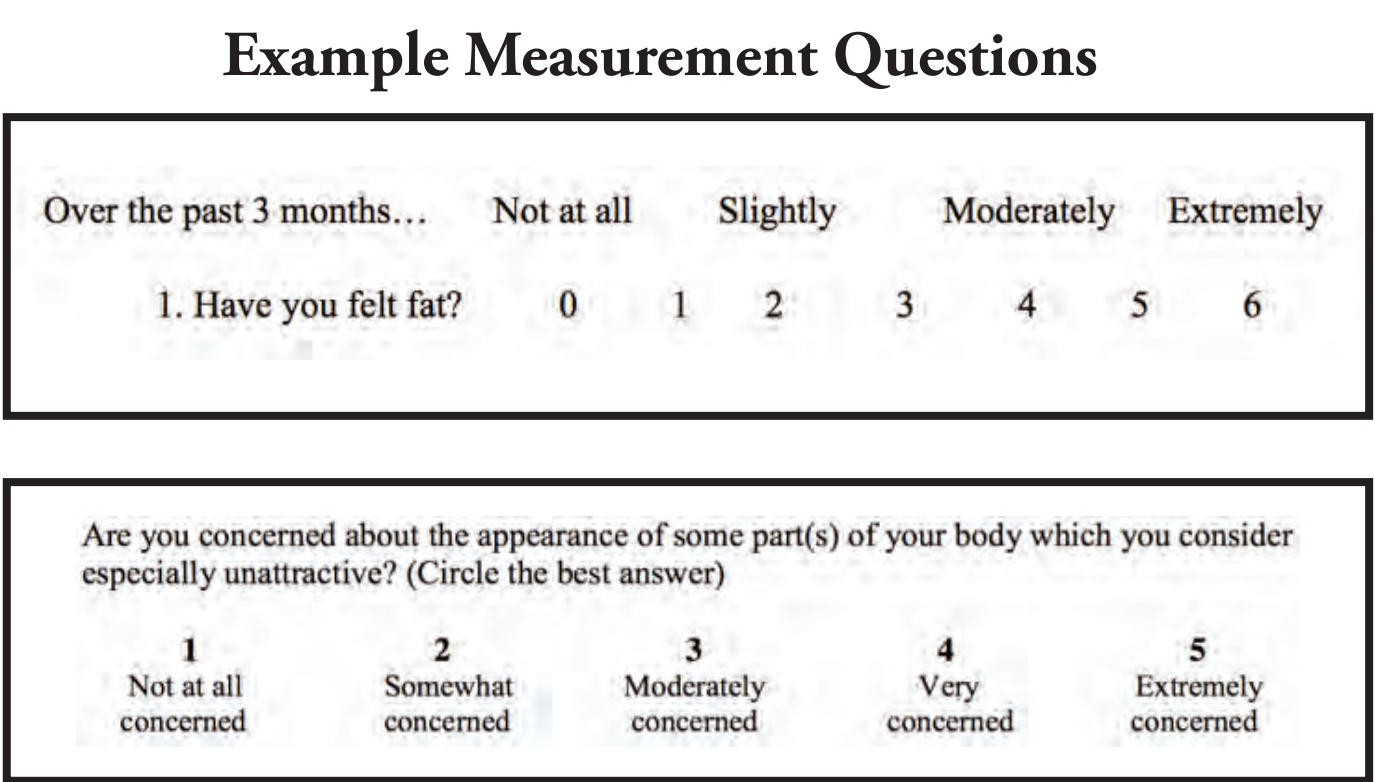 Example Measurement Questions
Over the past 3 months... Not at all Slightly Moderately Extremely
1. Have you felt fat? 0 1 2 3 4 5 6
Are you concerned about the appearance of some part(s) of your body which you consider
especially unattractive? (Circle the best answer)
1 2 3 4 5
Not at all Somewhat Moderately Very Extremely
concerned concerned concerned concerned concerned